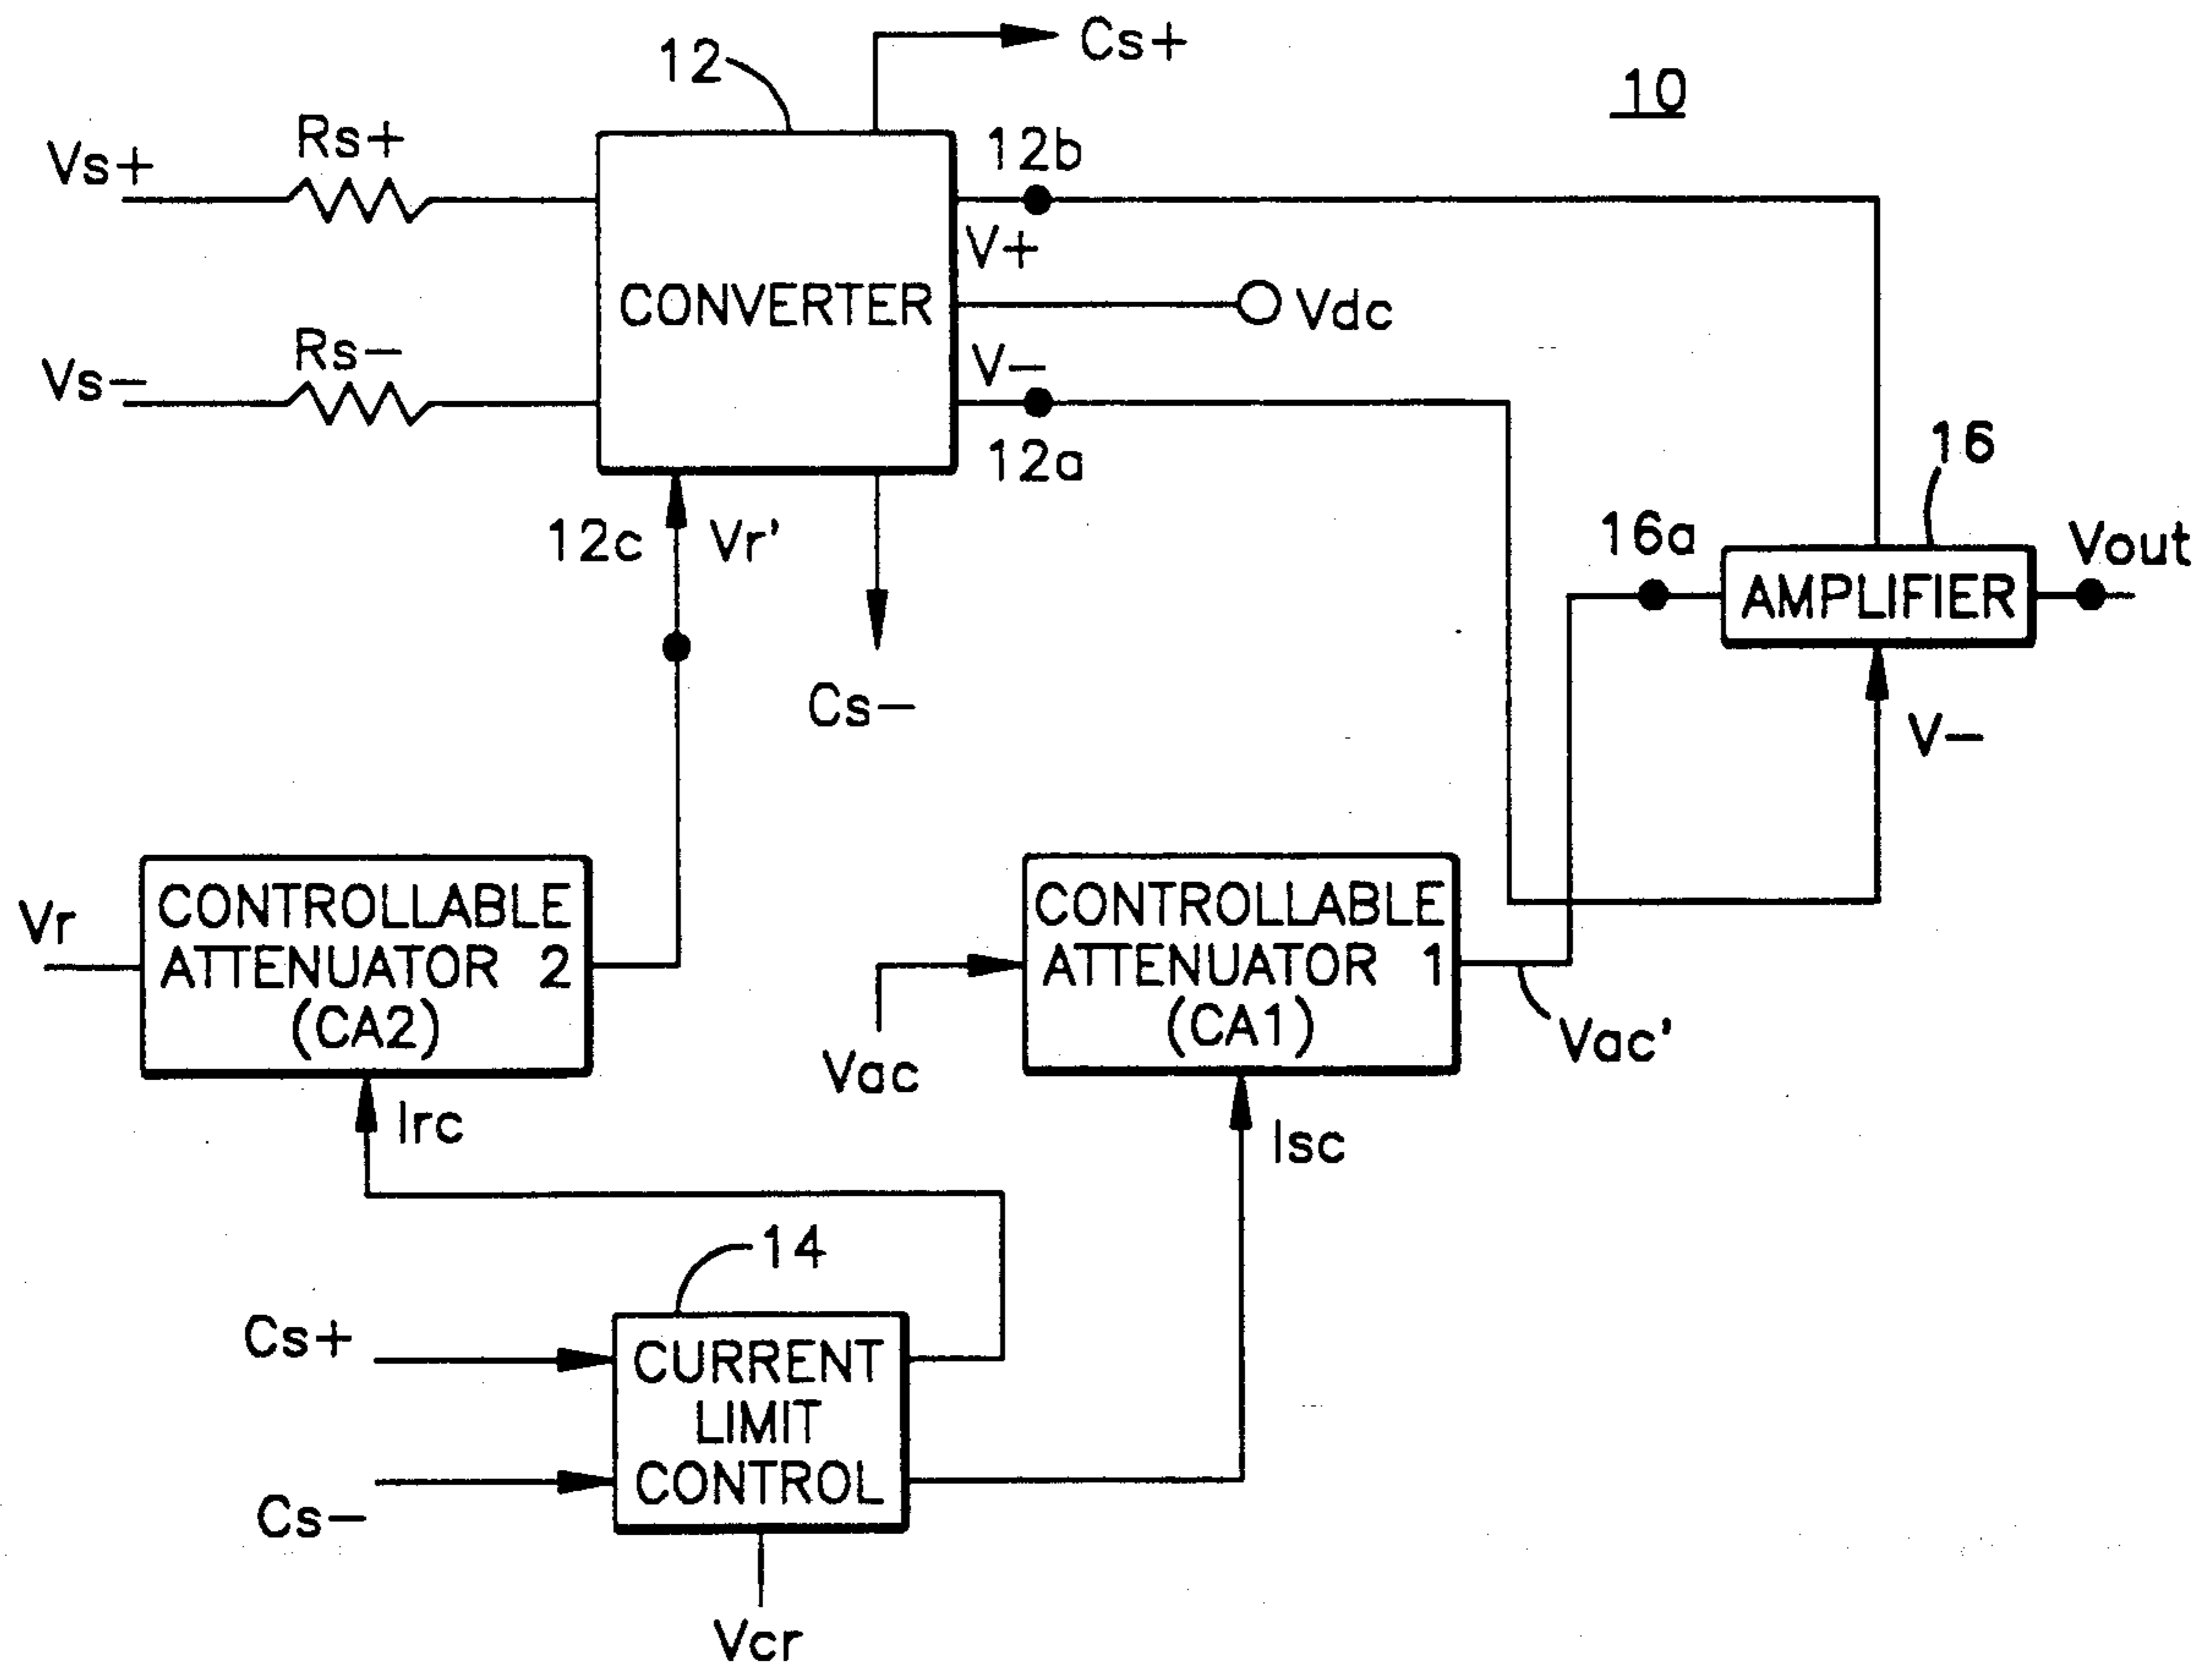 Cs+
12
10
Rs+
12b
Vs+
V+
CONVERTER
Vdc
Rs-
V-
Vs-
12a
16
12c
Vr'
16a
Vout
AMPLIFIER
Cs-
V-
Vr
CONTROLLABLE
ATTENUATOR 2
(CA2)
CONTROLLABLE
ATTENUATOR 1
(CA1)
Vac
Vac'
Irc
Isc
14
Cs+
CURRENT
LIMIT
CONTROL
Cs-
Vcr